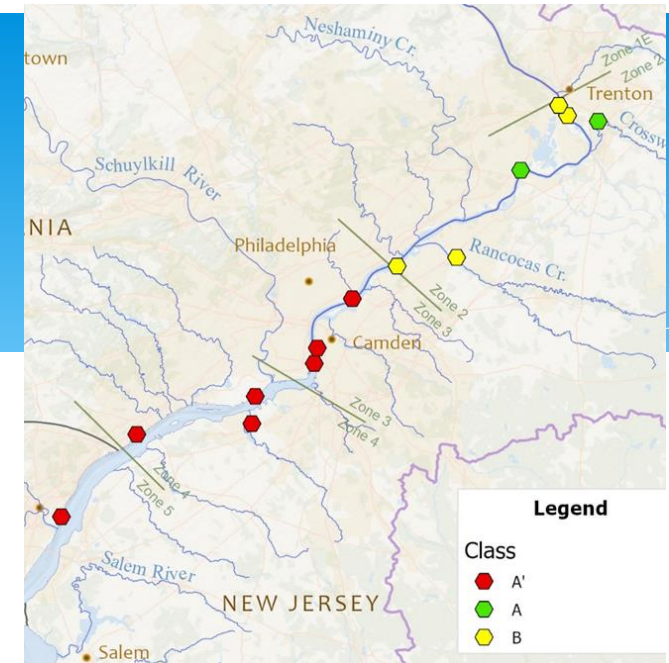 Neshaminy Cr.
town
Zone 1E
Zone 2
Trenton
Crossw
Schuylkill River
NIA
Philadelphia
Rancocas Cr.
Zone 2
Zone 3
Camden
Zone 3
Zone 4
Zone 4
Zone 5
Salem River
NEW JERSEY
Salem
Legend
Class
A'
A
B